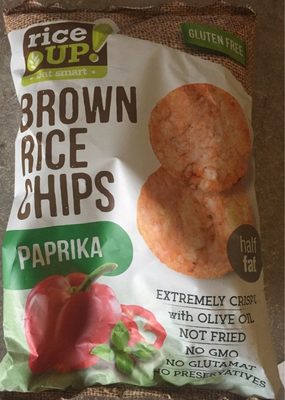 rice
UP!
eat smart
GLUTEN FREE
BROWN
RICE
CHIPS
PAPRIKA
half
fat
EXTREMELY CRISPY
with OLIVE OIL
NOT FRIED
NO GMO
NO GLUTAMAT
NO PRESERVATIVES